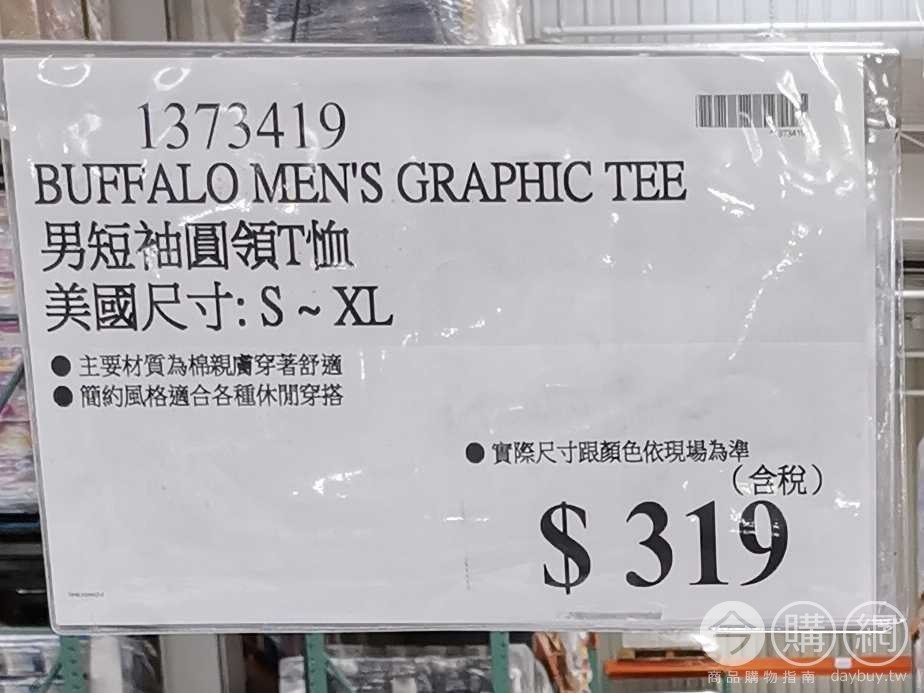 1373419
BUFFALO MEN'S GRAPHIC TEE
男短袖圓領T恤
美國尺寸: S ~ XL
● 主要材質為棉親膚穿著舒適
● 簡約風格適合各種休閒穿搭
● 實際尺寸跟顏色依現場為準
(含稅)
$ 319
今購網
商品購物指南 daybuy.tw